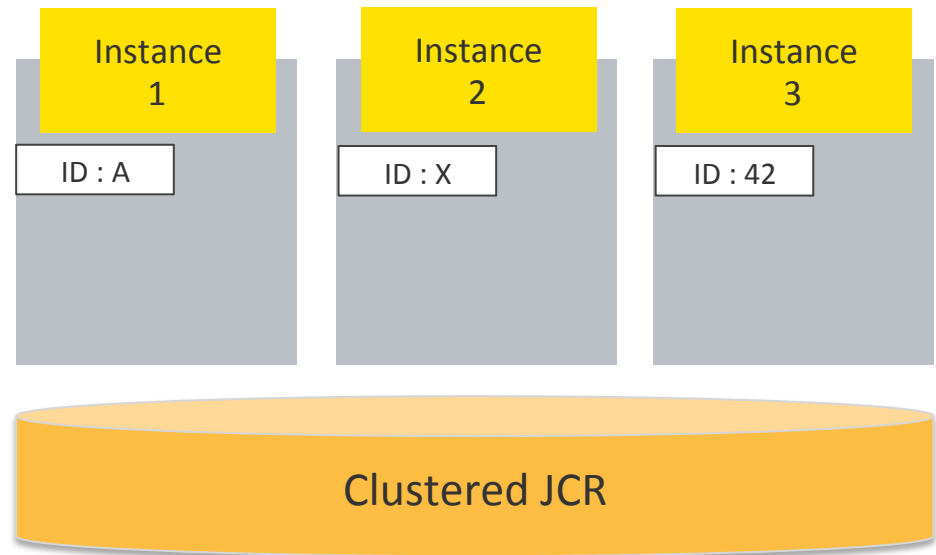 Instance
1
Instance
2
Instance
3
ID : A
ID : X
ID : 42
Clustered JCR